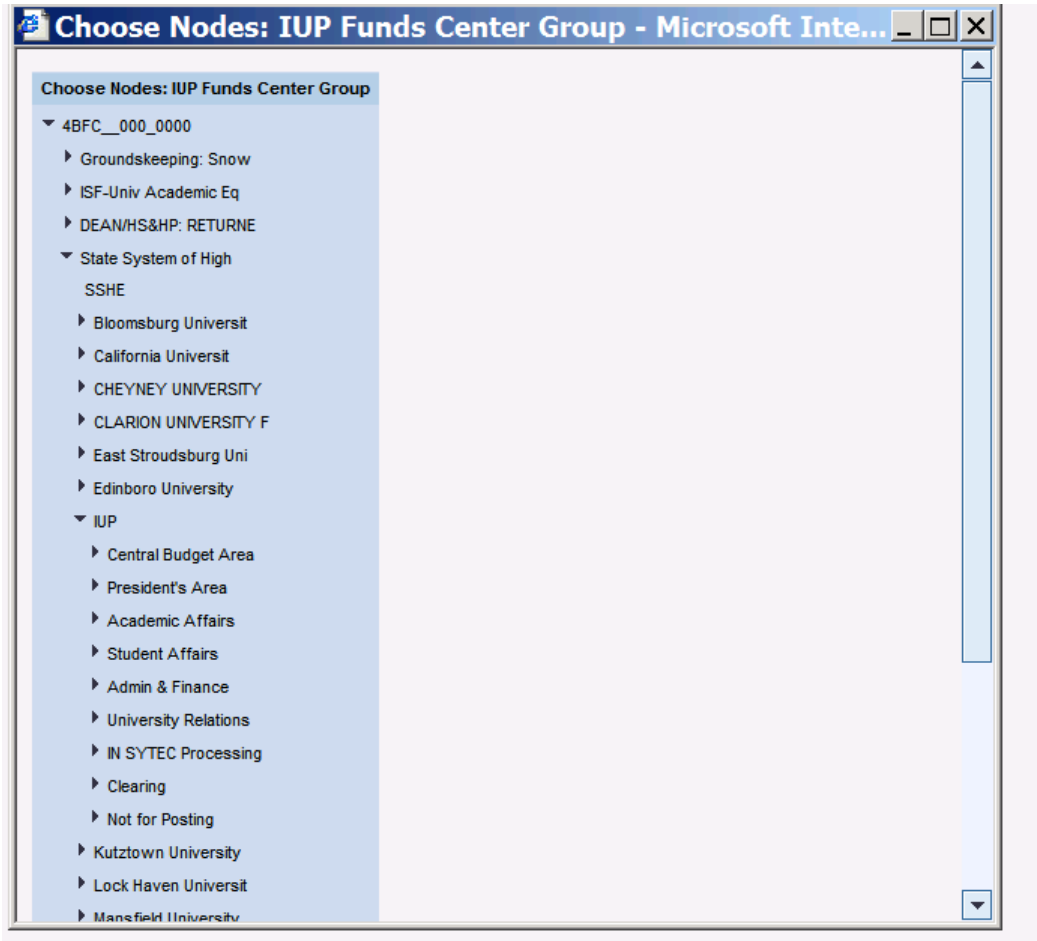 Choose Nodes: IUP Funds Center Group - Microsoft Inte...
Choose Nodes: IUP Funds Center Group
4BFC__000_0000
Groundskeeping: Snow
ISF-Univ Academic Eq
DEAN/HS&HP: RETURNE
State System of High
SSHE
Bloomsburg Universit
California Universit
CHEYNEY UNIVERSITY
CLARION UNIVERSITY F
East Stroudsburg Uni
Edinboro University
IUP
Central Budget Area
President's Area
Academic Affairs
Student Affairs
Admin & Finance
University Relations
IN SYTEC Processing
Clearing
Not for Posting
Kutztown University
Lock Haven Universit
Mansfield University